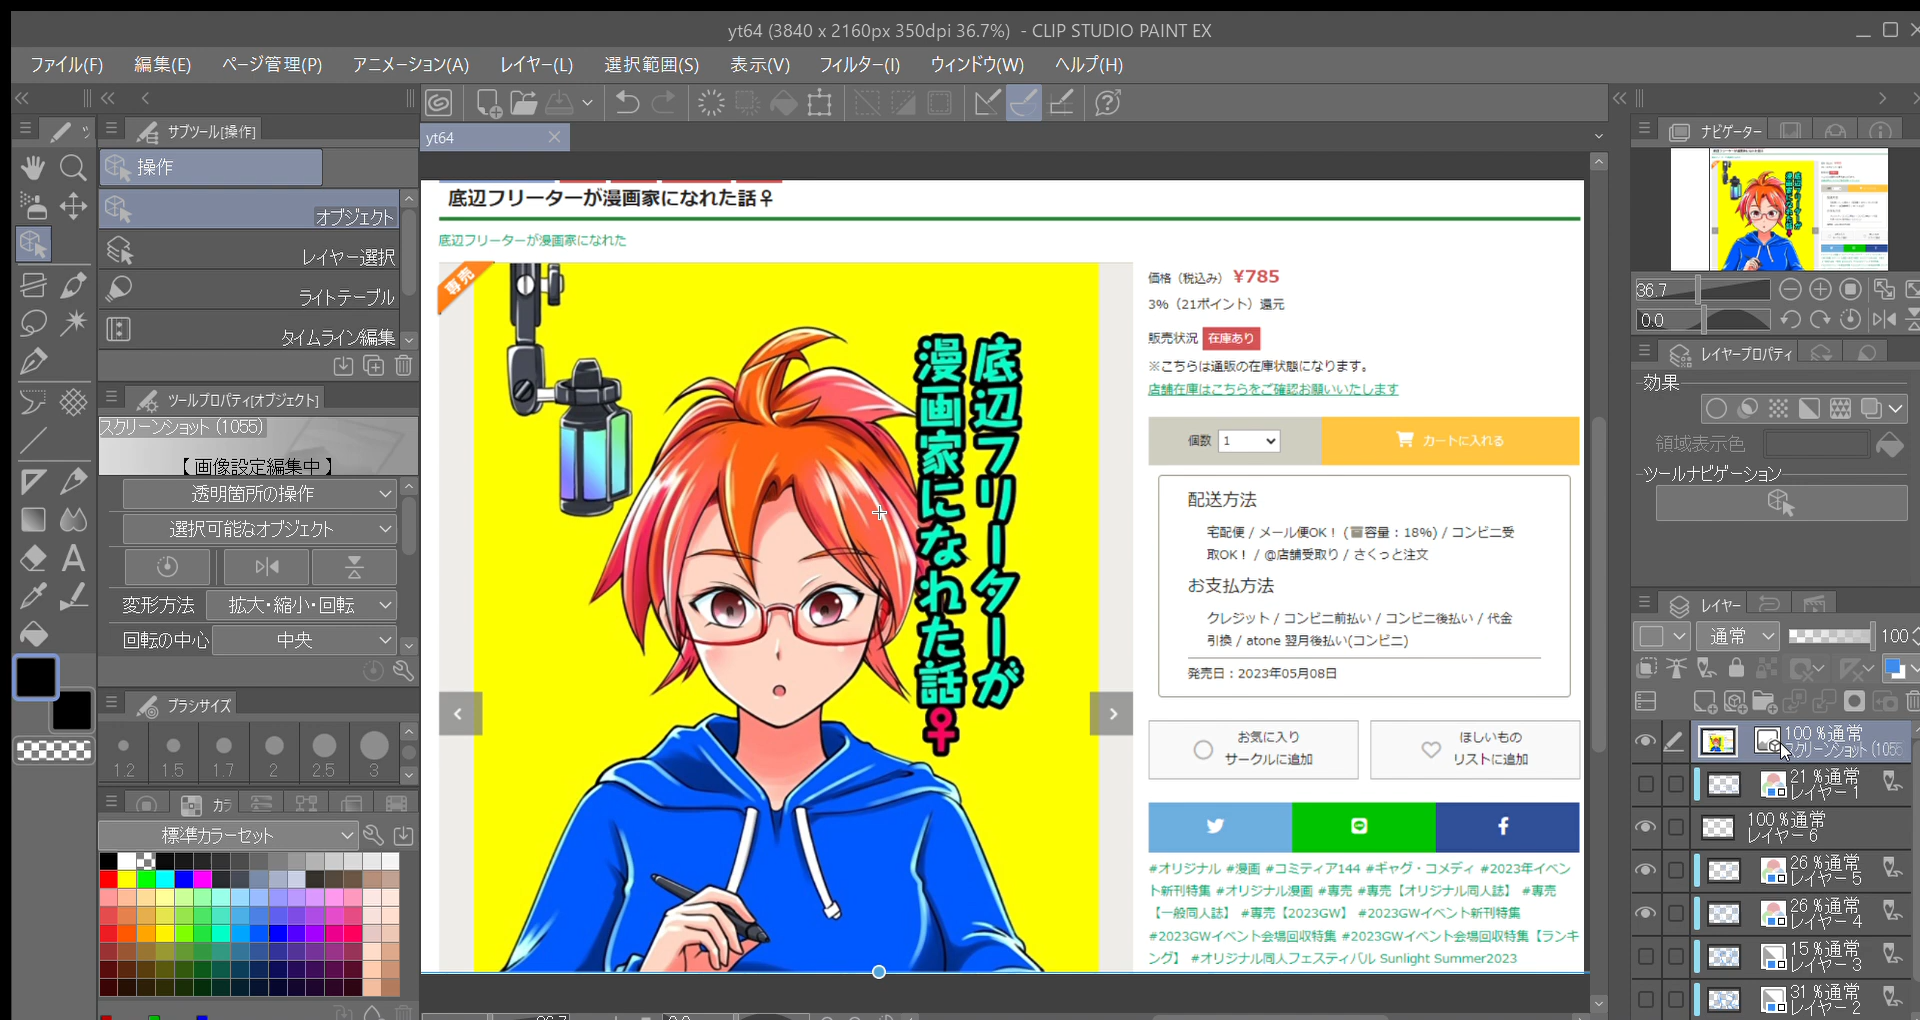 yt64 (3840 x 2160px 350dpi 36.7%) - CLIP STUDIO PAINT EX
ファイル(F) 編集(E) ページ管理(P) アニメーション(A) レイヤー(L) 選択範囲(S) 表示(V) フィルター(I) ウィンドウ(W) ヘルプ(H)
サブツール[操作]
操作
オブジェクト
レイヤー選択
ライトテーブル
タイムライン編集
ツールプロパティ[オブジェクト]
スクリーンショット (1055)
【 画像設定編集中 】
透明箇所の操作
選択可能なオブジェクト
変形方法 拡大・縮小・回転
回転の中心 中央
ブラシサイズ
1.2 1.5 1.7 2 2.5 3
カラ
標準カラーセット
yt64
底辺フリーターが漫画家になれた話♀
底辺フリーターが漫画家になれた
専売
底辺フリーターが
漫画家になれた話♀
価格（税込み） ¥785
3%（21ポイント）還元
販売状況 在庫あり
※こちらは通販の在庫状態になります。
店舗在庫はこちらをご確認お願いいたします
個数 1 カートに入れる
配送方法
宅配便 / メール便OK！ (容量：18%) / コンビニ受
取OK！ / @店舗受取り / さくっと注文
お支払方法
クレジット / コンビニ前払い / コンビニ後払い / 代金
引換 / atone 翌月後払い(コンビニ)
発売日：2023年05月08日
お気に入り
サークルに追加
ほしいもの
リストに追加
#オリジナル #漫画 #コミティア144 #ギャグ・コメディ #2023年イベン
ト新刊特集 #オリジナル漫画 #専売 #専売【オリジナル同人誌】 #専売
【一般同人誌】 #専売【2023GW】 #2023GWイベント新刊特集
#2023GWイベント会場回収特集 #2023GWイベント会場回収特集【ランキ
ング】 #オリジナル同人フェスティバル Sunlight Summer2023
ナビゲーター
36.7
0.0
レイヤープロパティ
効果
領域表示色
ツールナビゲーション
レイヤー
通常 100
100 %通常
スクリーンショット (1055
21 %通常
レイヤー 1
100 %通常
レイヤー 6
26 %通常
レイヤー 5
26 %通常
レイヤー 4
15 %通常
レイヤー 3
31 %通常
レイヤー 2